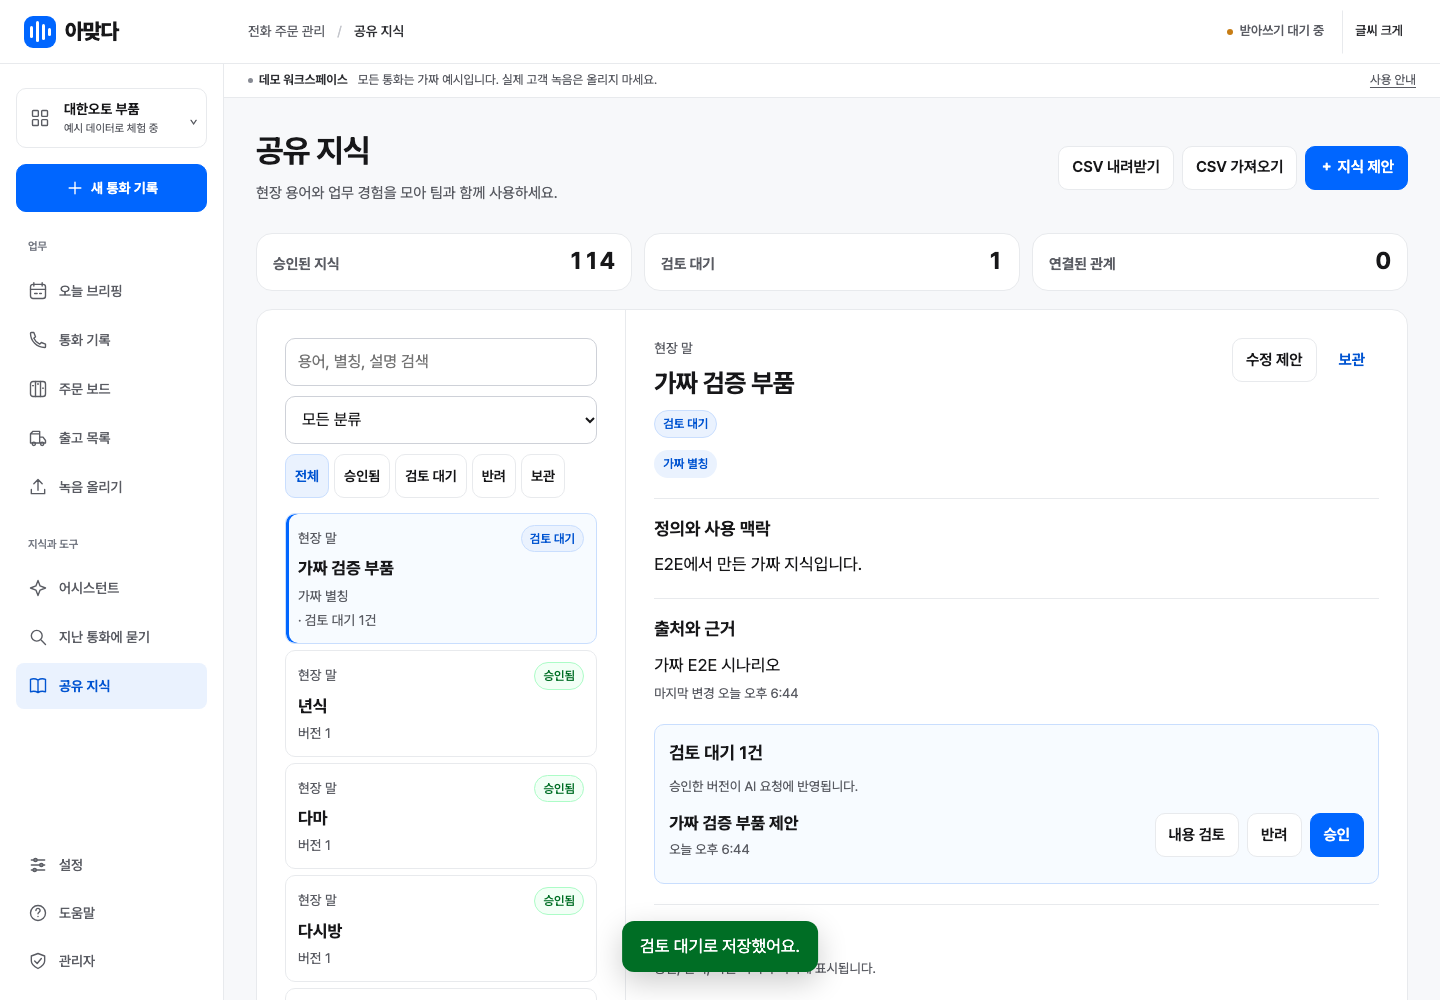 아맞다
전화 주문 관리 / 공유 지식
받아쓰기 대기 중
글씨 크게
데모 워크스페이스 모든 통화는 가짜 예시입니다. 실제 고객 녹음은 올리지 마세요.
사용 안내
대한오토 부품
예시 데이터로 체험 중
+ 새 통화 기록
업무
오늘 브리핑
통화 기록
주문 보드
출고 목록
녹음 올리기
지식과 도구
어시스턴트
지난 통화에 묻기
공유 지식
설정
도움말
관리자
공유 지식
현장 용어와 업무 경험을 모아 팀과 함께 사용하세요.
CSV 내려받기
CSV 가져오기
+ 지식 제안
승인된 지식 114
검토 대기 1
연결된 관계 0
용어, 별칭, 설명 검색
모든 분류
전체 승인됨 검토 대기 반려 보관
현장 말 검토 대기
가짜 검증 부품
가짜 별칭
· 검토 대기 1건
현장 말 승인됨
년식
버전 1
현장 말 승인됨
다마
버전 1
현장 말 승인됨
다시방
버전 1
현장 말
가짜 검증 부품
수정 제안 보관
검토 대기
가짜 별칭
정의와 사용 맥락
E2E에서 만든 가짜 지식입니다.
출처와 근거
가짜 E2E 시나리오
마지막 변경 오늘 오후 6:44
검토 대기 1건
승인한 버전이 AI 요청에 반영됩니다.
가짜 검증 부품 제안
오늘 오후 6:44
내용 검토 반려 승인
검토 대기로 저장했어요.
표시됩니다.